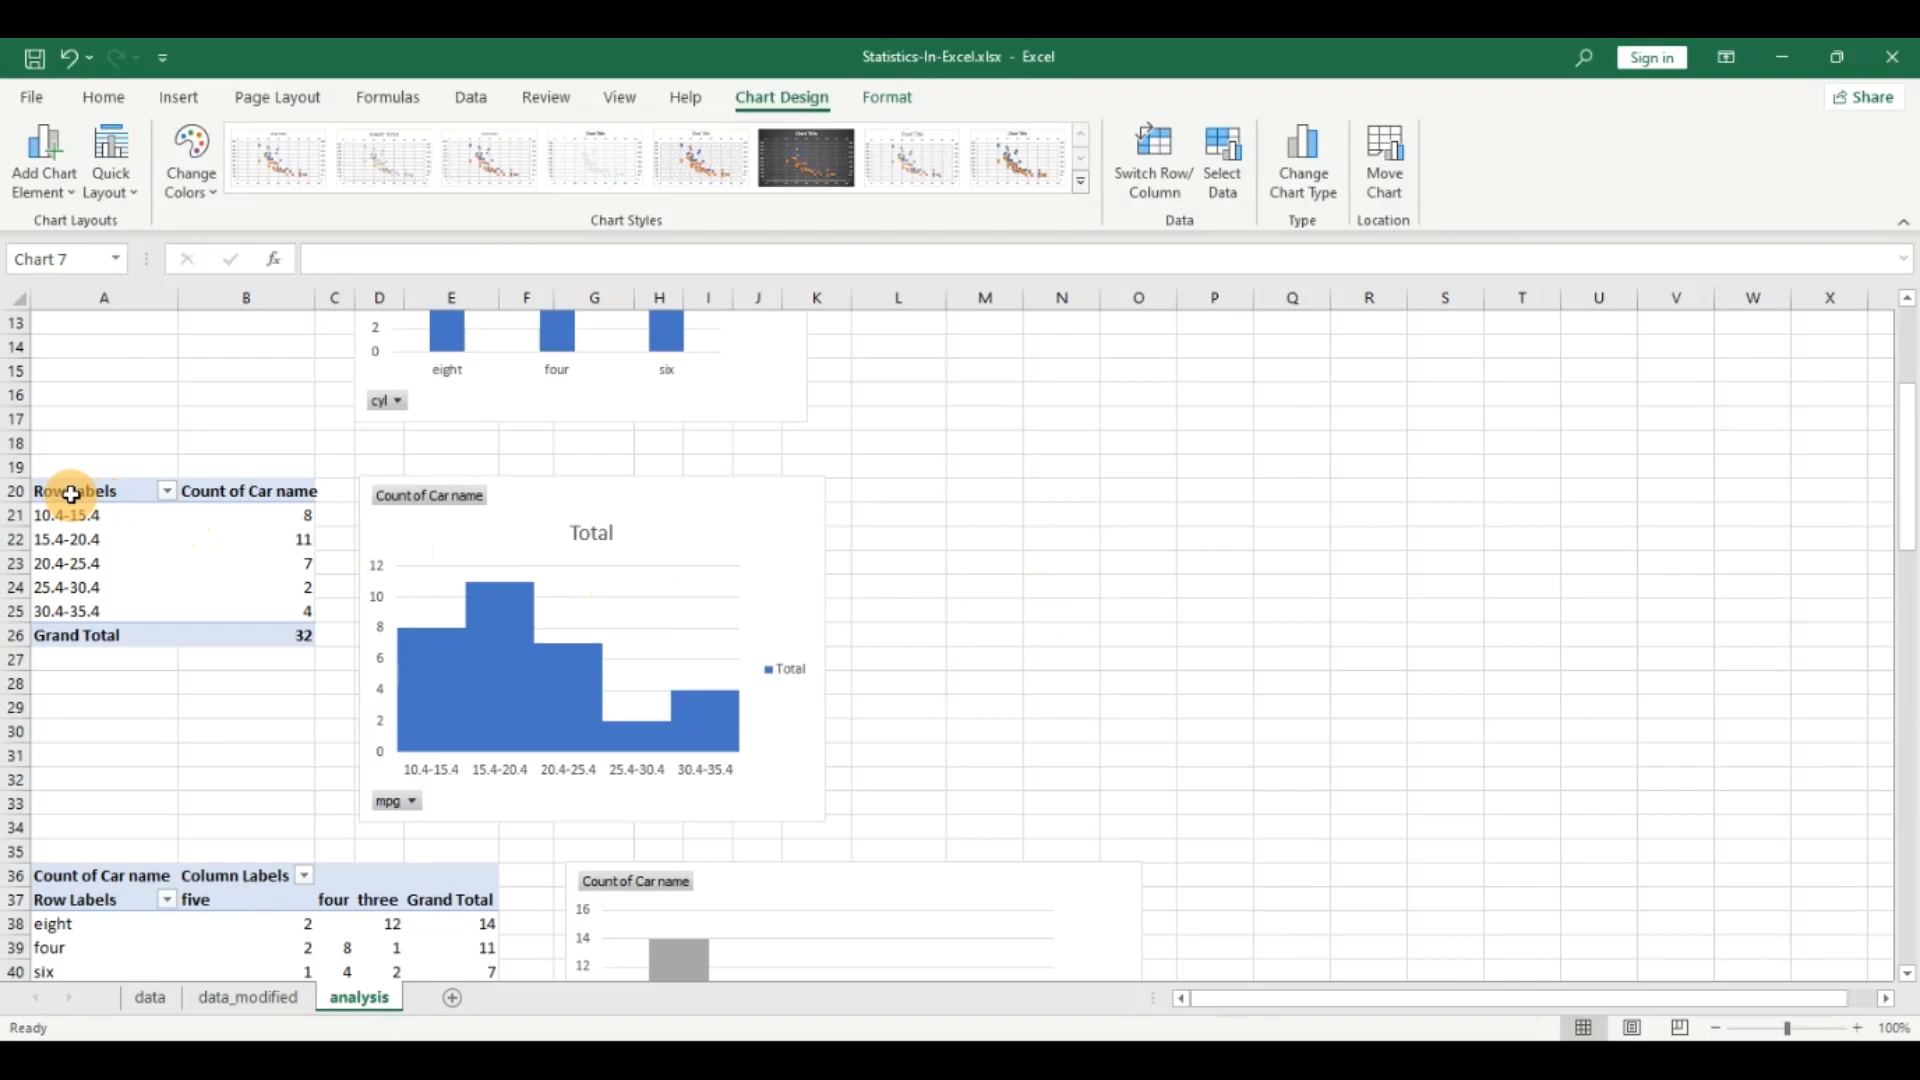 Statistics-In-Excel.xlsx - Excel
Sign in
File Home Insert Page Layout Formulas Data Review View Help Chart Design Format Share
Add Chart Element
Quick Layout
Chart Layouts
Change Colors
Chart Styles
Switch Row/ Column
Select Data
Data
Change Chart Type
Type
Move Chart
Location
Chart 7
fx
A B C D E F G H I J K L M N O P Q R S T U V W X
13
14
15
16
17
18
19
2
0
eight four six
cyl
20 Row Labels Count of Car name
21 10.4-15.4 8
22 15.4-20.4 11
23 20.4-25.4 7
24 25.4-30.4 2
25 30.4-35.4 4
26 Grand Total 32
27
28
29
30
31
32
33
34
35
Count of Car name
Total
12
10
8
6
4
2
0
Total
10.4-15.4 15.4-20.4 20.4-25.4 25.4-30.4 30.4-35.4
mpg
36 Count of Car name Column Labels
37 Row Labels five four three Grand Total
38 eight 2 12 14
39 four 2 8 1 11
40 six 1 4 2 7
Count of Car name
16
14
12
data data_modified analysis
Ready
100%